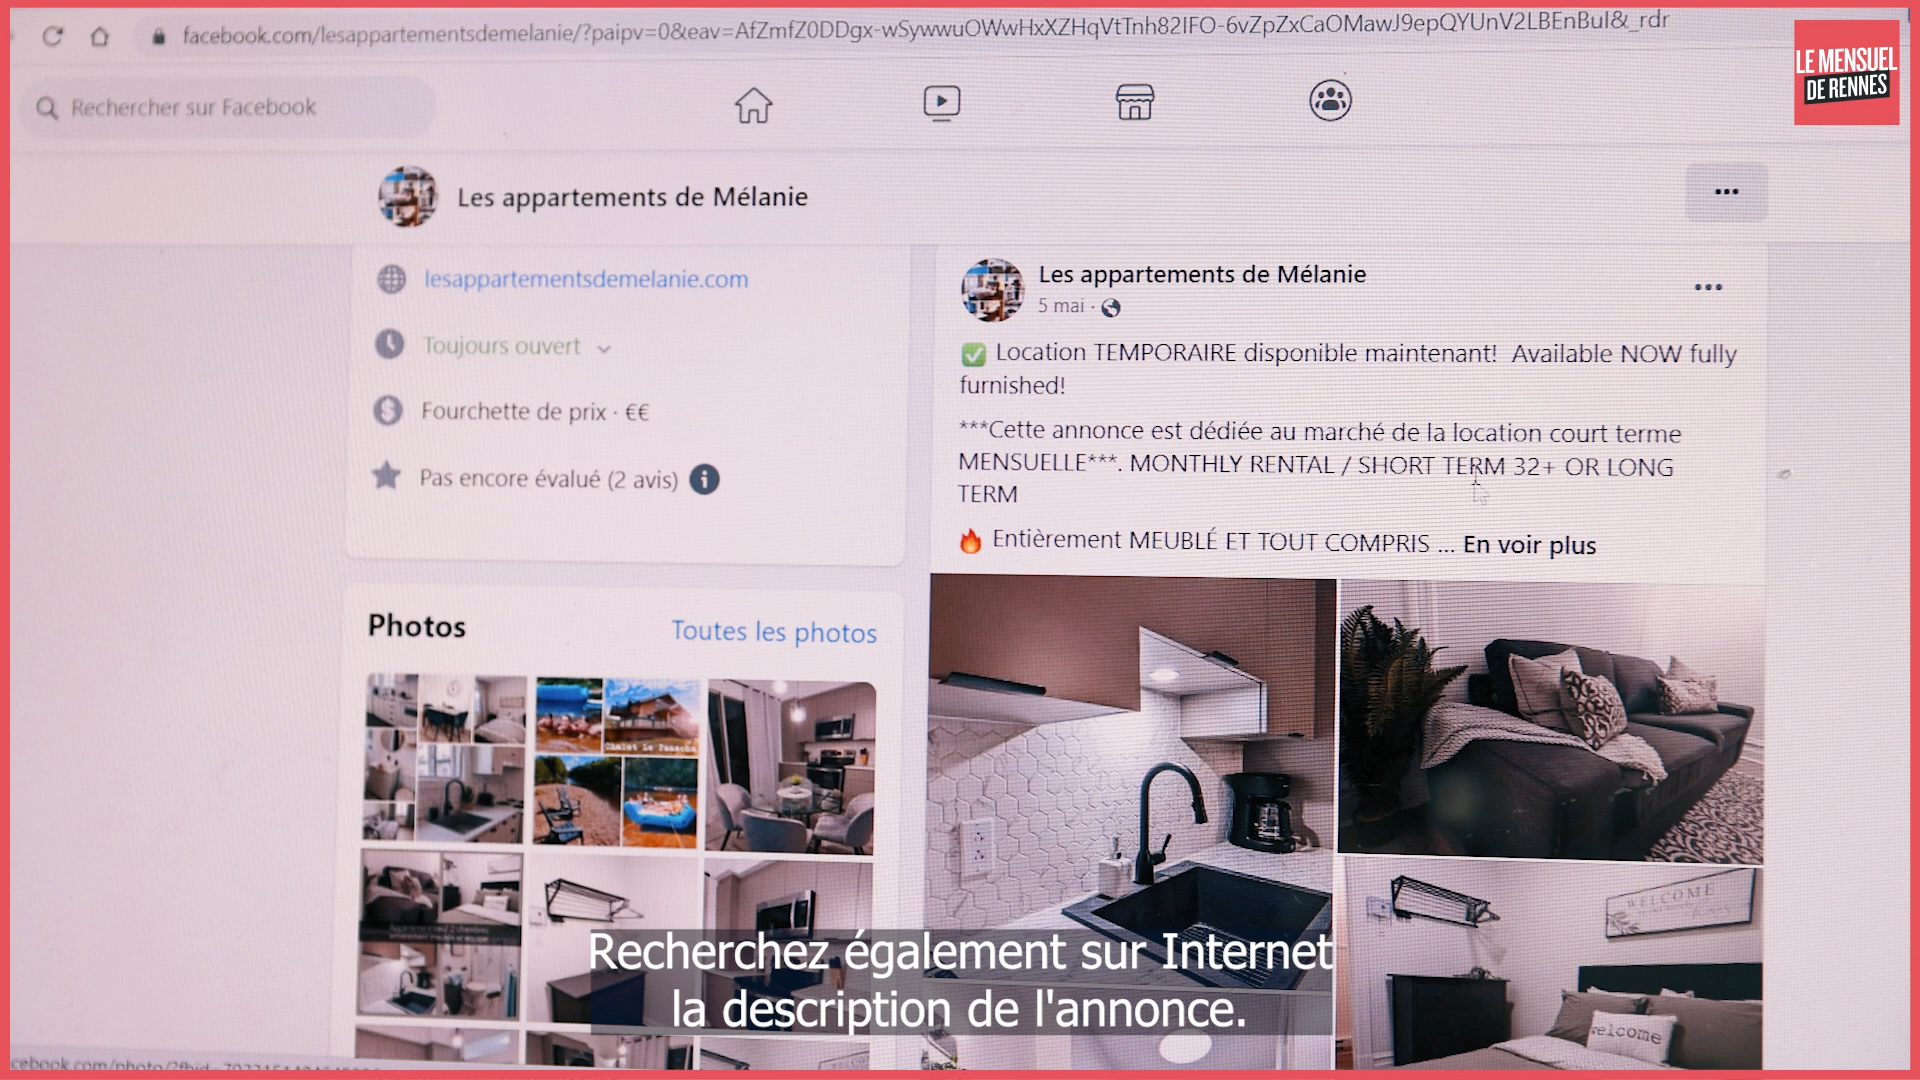 facebook.com/lesappartementsdemelanie/?paipv=0&eav=AfZmfZ0DDgx-wSywwuOWwHxXZHqVtTnh82IFO-6vZpZxCaOMawJ9epQYUnV2LBEnBuI&_rdr
LE MENSUEL
DE RENNES
Rechercher sur Facebook
Les appartements de Mélanie
lesappartementsdemelanie.com
Toujours ouvert
Fourchette de prix · €€
Pas encore évalué (2 avis)
Photos
Toutes les photos
Les appartements de Mélanie
5 mai ·
✅ Location TEMPORAIRE disponible maintenant! Available NOW fully
furnished!
***Cette annonce est dédiée au marché de la location court terme
MENSUELLE***. MONTHLY RENTAL / SHORT TERM 32+ OR LONG
TERM
🔥 Entièrement MEUBLÉ ET TOUT COMPRIS ... En voir plus
WELCOME
welcome
Recherchez également sur Internet
la description de l'annonce.